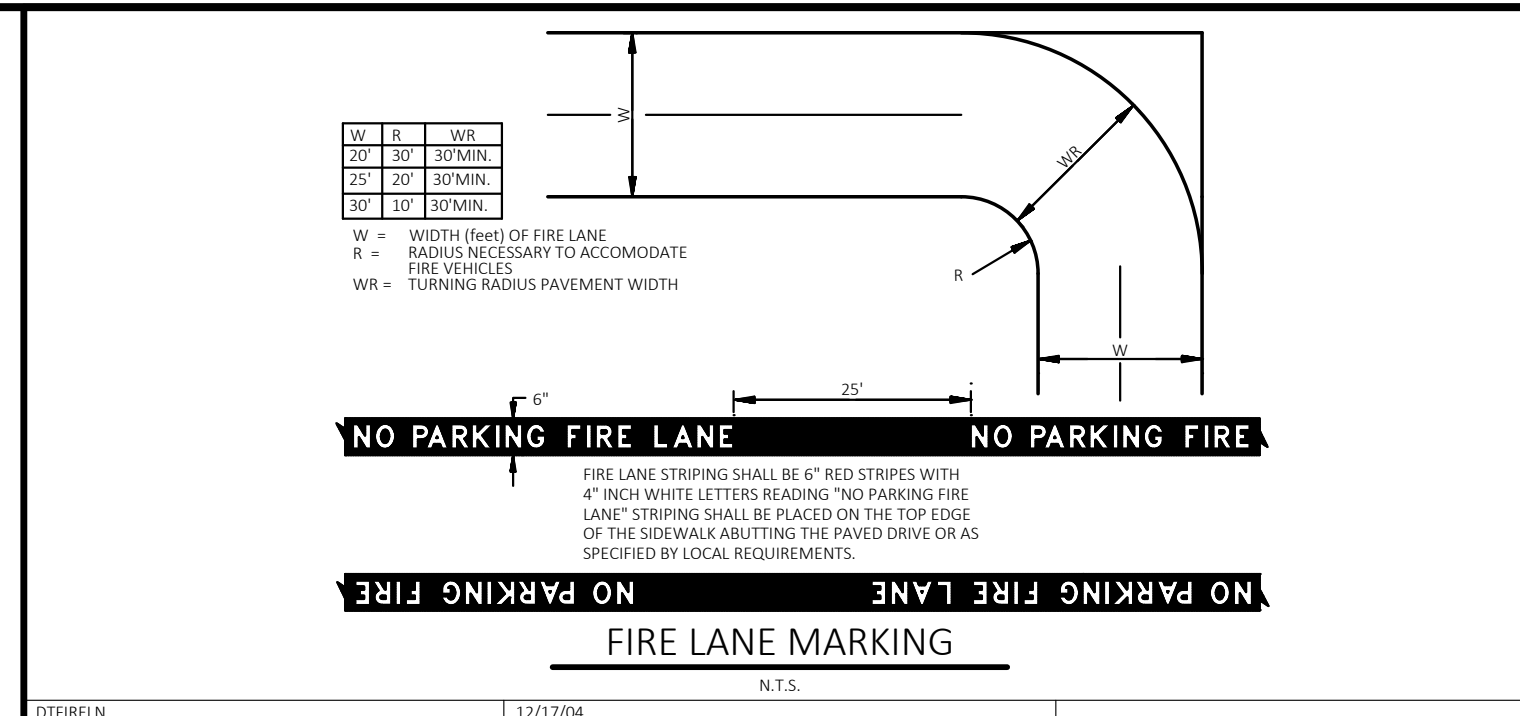 W
W R WR
20' 30' 30'MIN.
25' 20' 30'MIN.
30' 10' 30'MIN.
WR
W = WIDTH (feet) OF FIRE LANE
R = RADIUS NECESSARY TO ACCOMODATE
FIRE VEHICLES
WR = TURNING RADIUS PAVEMENT WIDTH
R
W
6"
25'
NO PARKING FIRE LANE NO PARKING FIRE
FIRE LANE STRIPING SHALL BE 6" RED STRIPES WITH
4" INCH WHITE LETTERS READING "NO PARKING FIRE
LANE" STRIPING SHALL BE PLACED ON THE TOP EDGE
OF THE SIDEWALK ABUTTING THE PAVED DRIVE OR AS
SPECIFIED BY LOCAL REQUIREMENTS.
NO PARKING FIRE LANE NO PARKING FIRE
FIRE LANE MARKING
N.T.S.
DTFIRELN 12/17/04